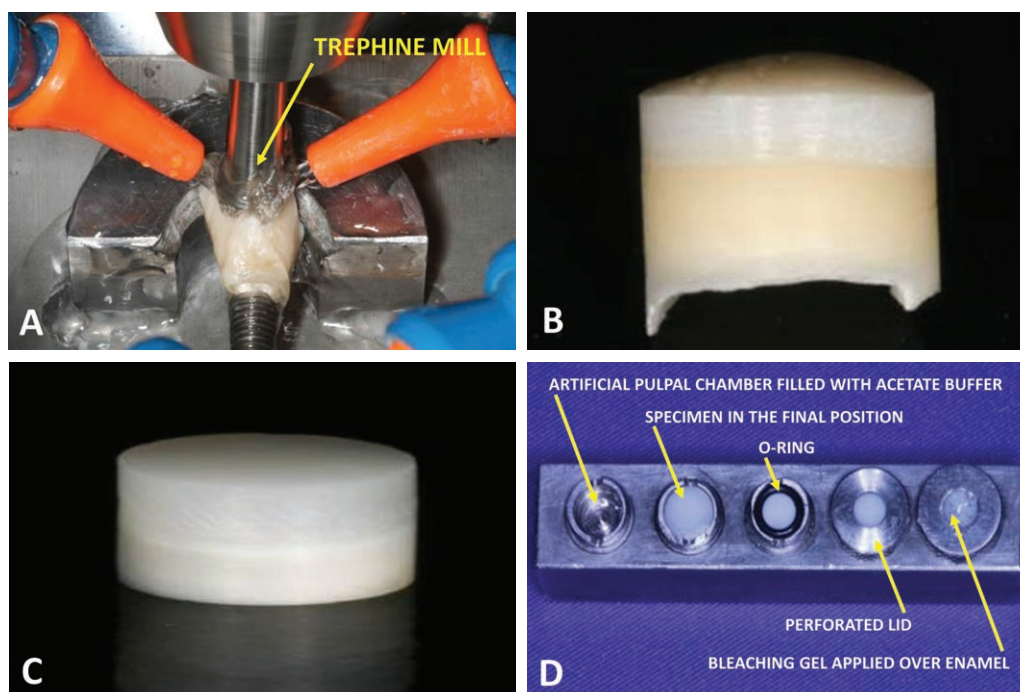 TREPHINE MILL
A
B
C
ARTIFICIAL PULPAL CHAMBER FILLED WITH ACETATE BUFFER
SPECIMEN IN THE FINAL POSITION
O-RING
PERFORATED LID
BLEACHING GEL APPLIED OVER ENAMEL
D